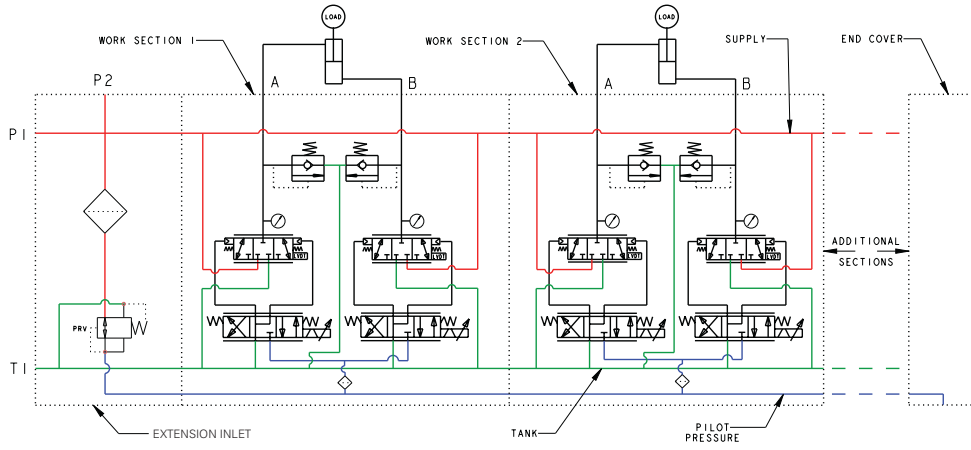 LOAD
LOAD
WORK SECTION 1
WORK SECTION 2
SUPPLY
END COVER
P2
A
B
A
B
P1
ADDITIONAL
SECTIONS
LVDT
LVDT
LVDT
LVDT
PRV
T1
EXTENSION INLET
TANK
PILOT
PRESSURE